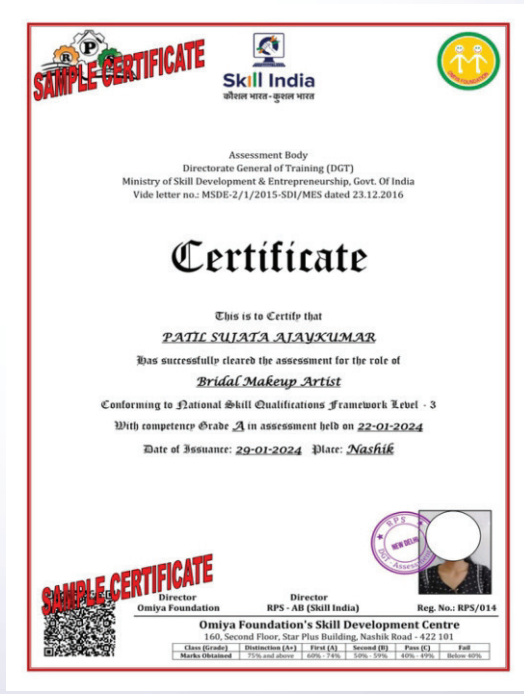 R P S
SAMPLE CERTIFICATE
Skill India
कौशल भारत - कुशल भारत
OMIYA FOUNDATION
Assessment Body
Directorate General of Training (DGT)
Ministry of Skill Development & Entrepreneurship, Govt. Of India
Vide letter no.: MSDE-2/1/2015-SDI/MES dated 23.12.2016
Certificate
This is to Certify that
PATIL SUJATA AJAYKUMAR
Has successfully cleared the assessment for the role of
Bridal Makeup Artist
Conforming to National Skill Qualifications Framework Level - 3
With competency Grade A in assessment held on 22-01-2024
Date of Issuance: 29-01-2024 Place: Nashik
RPS
NEW DELHI
DGT - Assess
SAMPLE CERTIFICATE
Director Director
Omiya Foundation RPS - AB (Skill India) Reg. No.: RPS/014
Omiya Foundation's Skill Development Centre
160, Second Floor, Star Plus Building, Nashik Road - 422 101
Class (Grade) Distinction (A+) First (A) Second (B) Pass (C) Fail
Marks Obtained 75% and above 60% - 74% 50% - 59% 40% - 49% Below 40%